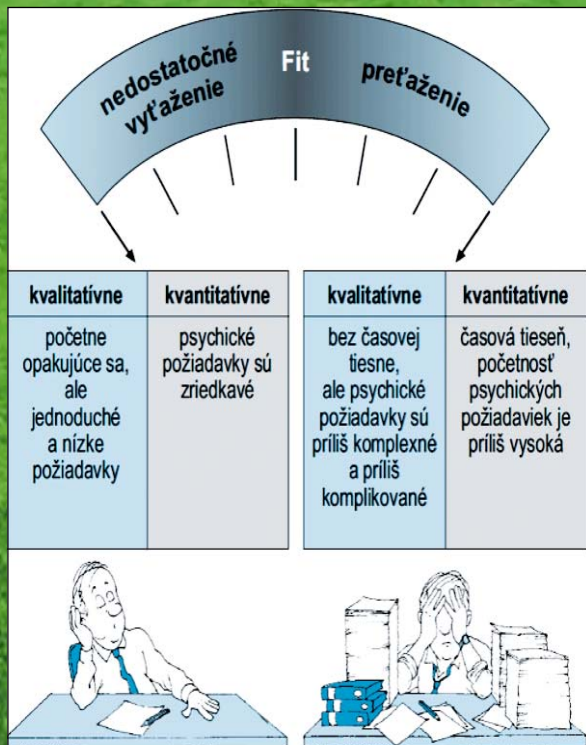 nedostatočné
vyťaženie
Fit
preťaženie
kvalitatívne
početne
opakujúce sa,
ale
jednoduché
a nízke
požiadavky
kvantitatívne
psychické
požiadavky sú
zriedkavé
kvalitatívne
bez časovej
tiesne,
ale psychické
požiadavky sú
príliš komplexné
a príliš
komplikované
kvantitatívne
časová tieseň,
početnosť
psychických
požiadaviek je
príliš vysoká